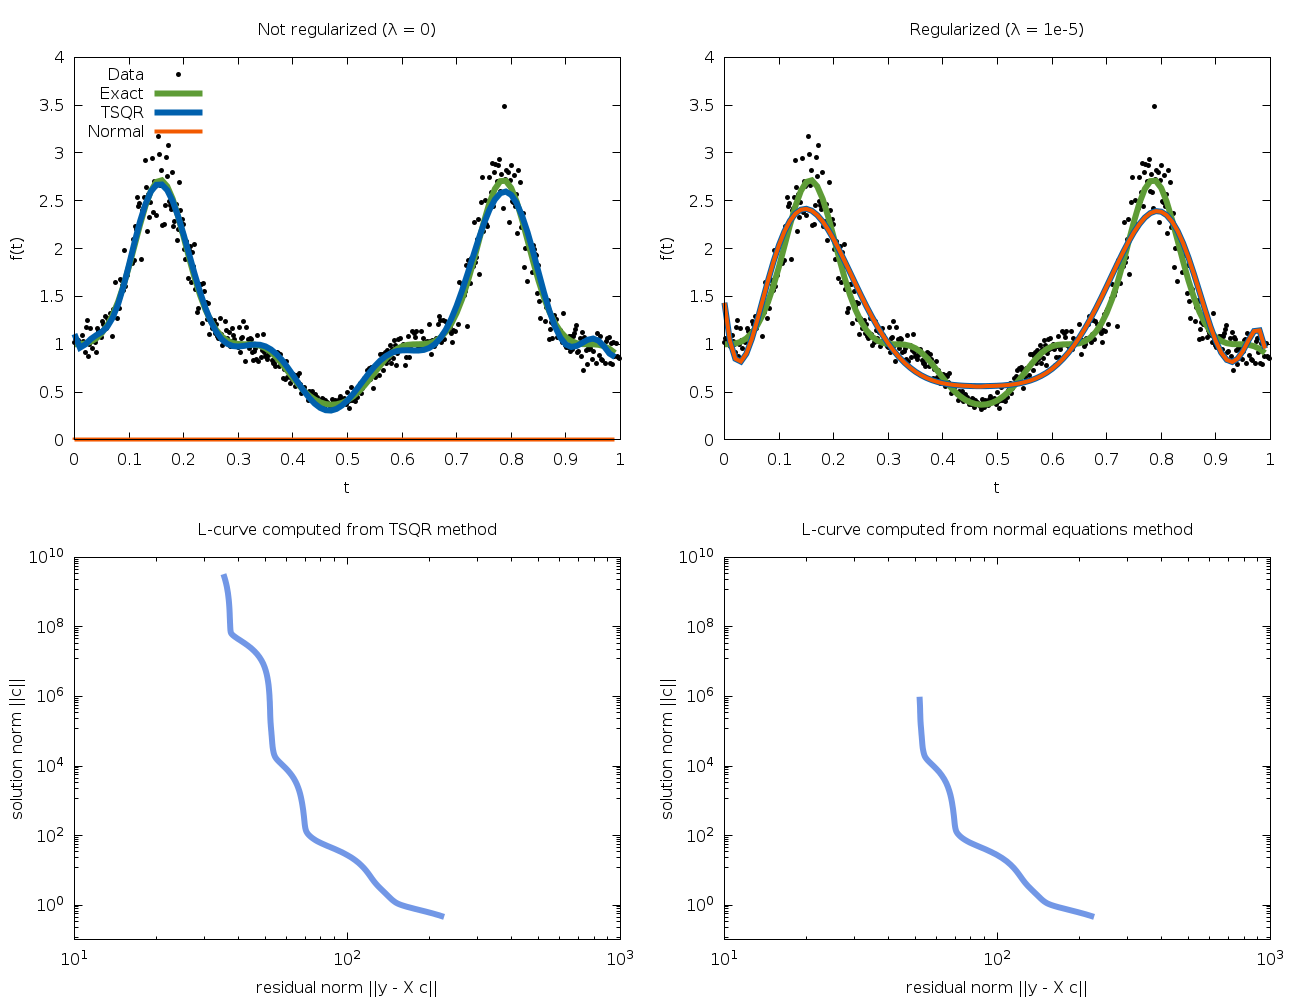 Not regularized (λ = 0)
4
3.5
3
2.5
2
1.5
1
0.5
0
f(t)
Data
Exact
TSQR
Normal
0 0.1 0.2 0.3 0.4 0.5 0.6 0.7 0.8 0.9 1
t
Regularized (λ = 1e-5)
4
3.5
3
2.5
2
1.5
1
0.5
0
f(t)
0 0.1 0.2 0.3 0.4 0.5 0.6 0.7 0.8 0.9 1
t
L-curve computed from TSQR method
10^10
10^8
10^6
10^4
10^2
10^0
solution norm ||c||
10^1 10^2 10^3
residual norm ||y - X c||
L-curve computed from normal equations method
10^10
10^8
10^6
10^4
10^2
10^0
solution norm ||c||
10^1 10^2 10^3
residual norm ||y - X c||